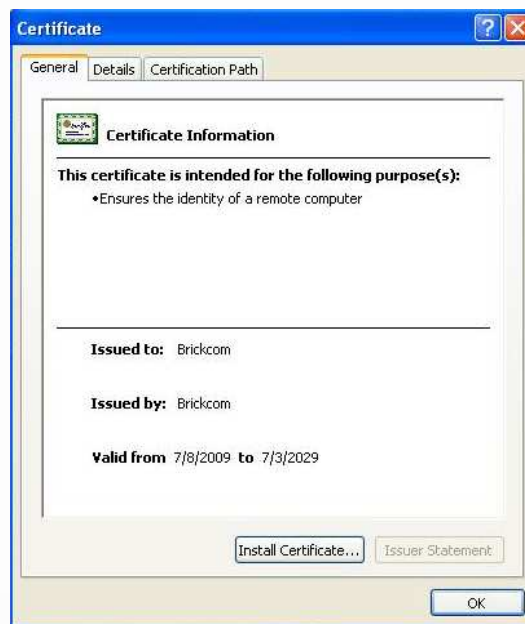 Certificate
General Details Certification Path
Certificate Information
This certificate is intended for the following purpose(s):
•Ensures the identity of a remote computer
Issued to: Brickcom
Issued by: Brickcom
Valid from 7/8/2009 to 7/3/2029
Install Certificate... Issuer Statement
OK